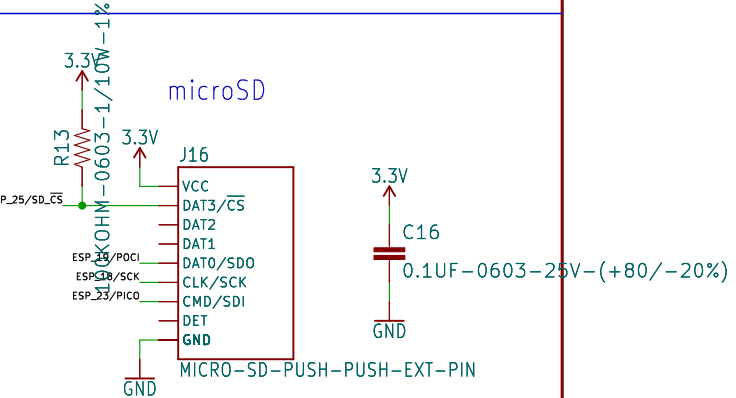 3.3V
microSD
R13
100KOHM-0603-1/10W-1%
3.3V
J16
3.3V
VCC
P_25/SD_CS
DAT3/CS
DAT2
C16
DAT1
ESP_19/POCI
DAT0/SDO
0.1UF-0603-25V-(+80/-20%)
ESP_18/SCK
CLK/SCK
ESP_23/PICO
CMD/SDI
DET
GND
GND
MICRO-SD-PUSH-PUSH-EXT-PIN
GND